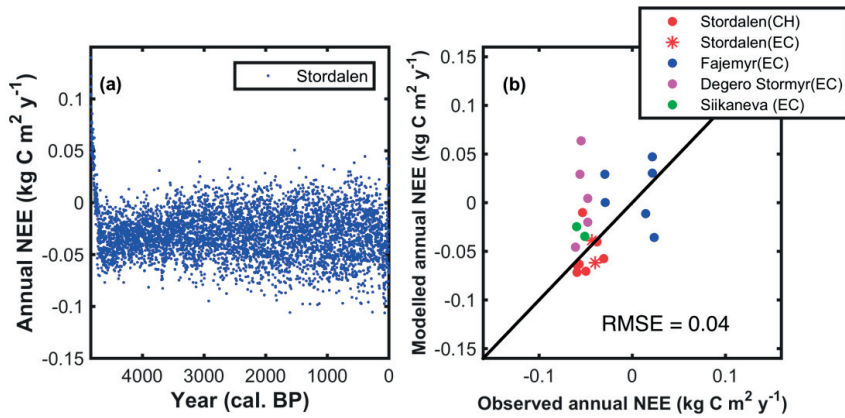 (a)
Stordalen
Annual NEE (kg C m² y⁻¹)
0.1
0.05
0
-0.05
-0.1
-0.15
4000 3000 2000 1000 0
Year (cal. BP)
(b)
Stordalen(CH)
Stordalen(EC)
Fajemyr(EC)
Degero Stormyr(EC)
Siikaneva (EC)
Modelled annual NEE (kg C m² y⁻¹)
0.1
0.05
0
-0.05
-0.1
-0.15
RMSE = 0.04
-0.1 0 0.1
Observed annual NEE (kg C m² y⁻¹)